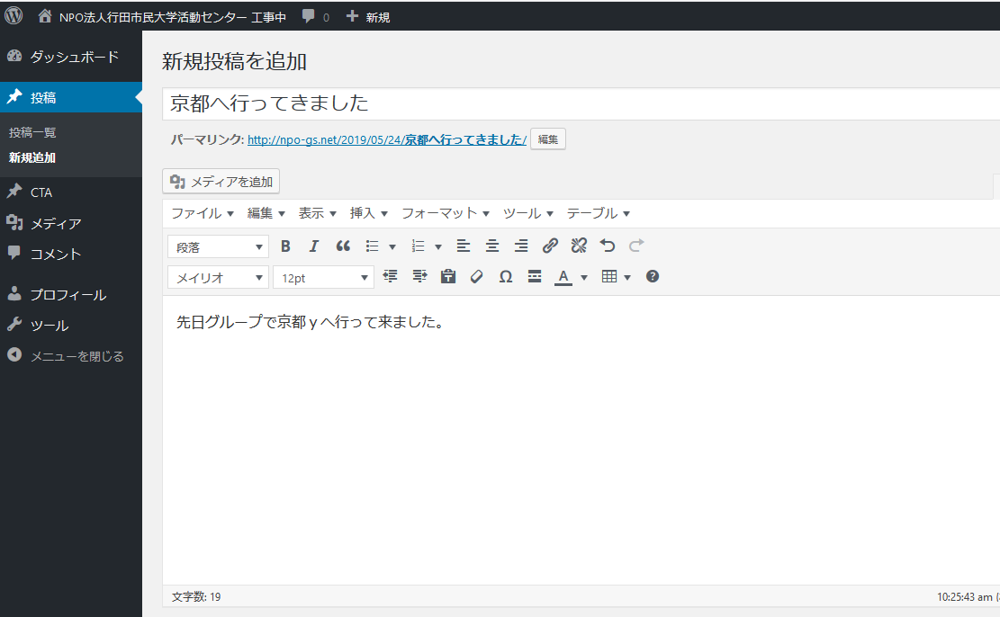 NPO法人行田市民大学活動センター 工事中 0 新規
ダッシュボード
投稿
投稿一覧
新規追加
CTA
メディア
コメント
プロフィール
ツール
メニューを閉じる
新規投稿を追加
京都へ行ってきました
パーマリンク: http://npo-gs.net/2019/05/24/京都へ行ってきました/ 編集
メディアを追加
ファイル 編集 表示 挿入 フォーマット ツール テーブル
段落
メイリオ 12pt
先日グループで京都ｙへ行って来ました。
文字数: 19 10:25:43 am